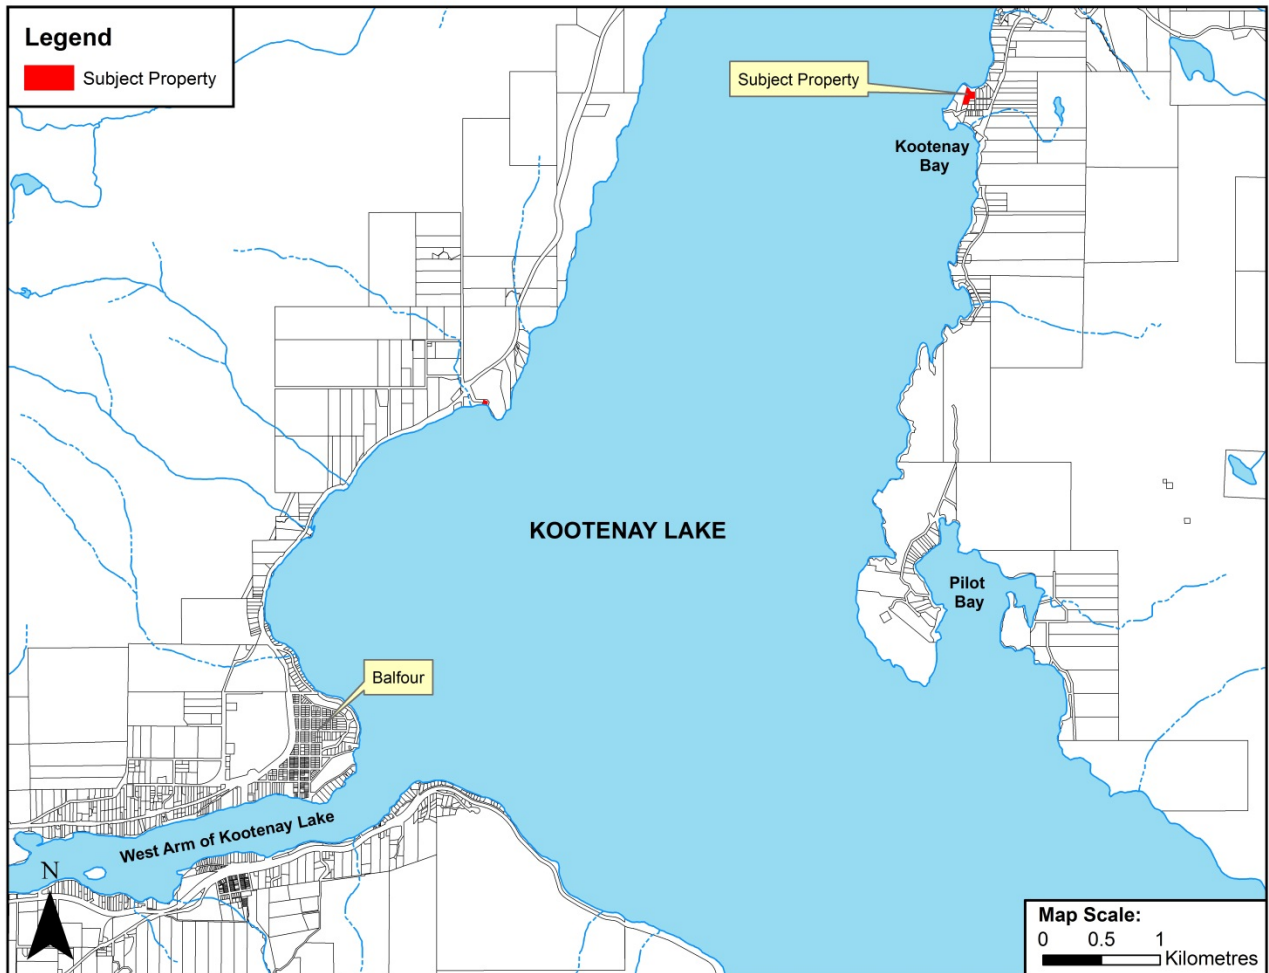 Legend
Subject Property
Subject Property
Kootenay
Bay
KOOTENAY LAKE
Pilot
Bay
Balfour
West Arm of Kootenay Lake
N
Map Scale:
0 0.5 1
Kilometres